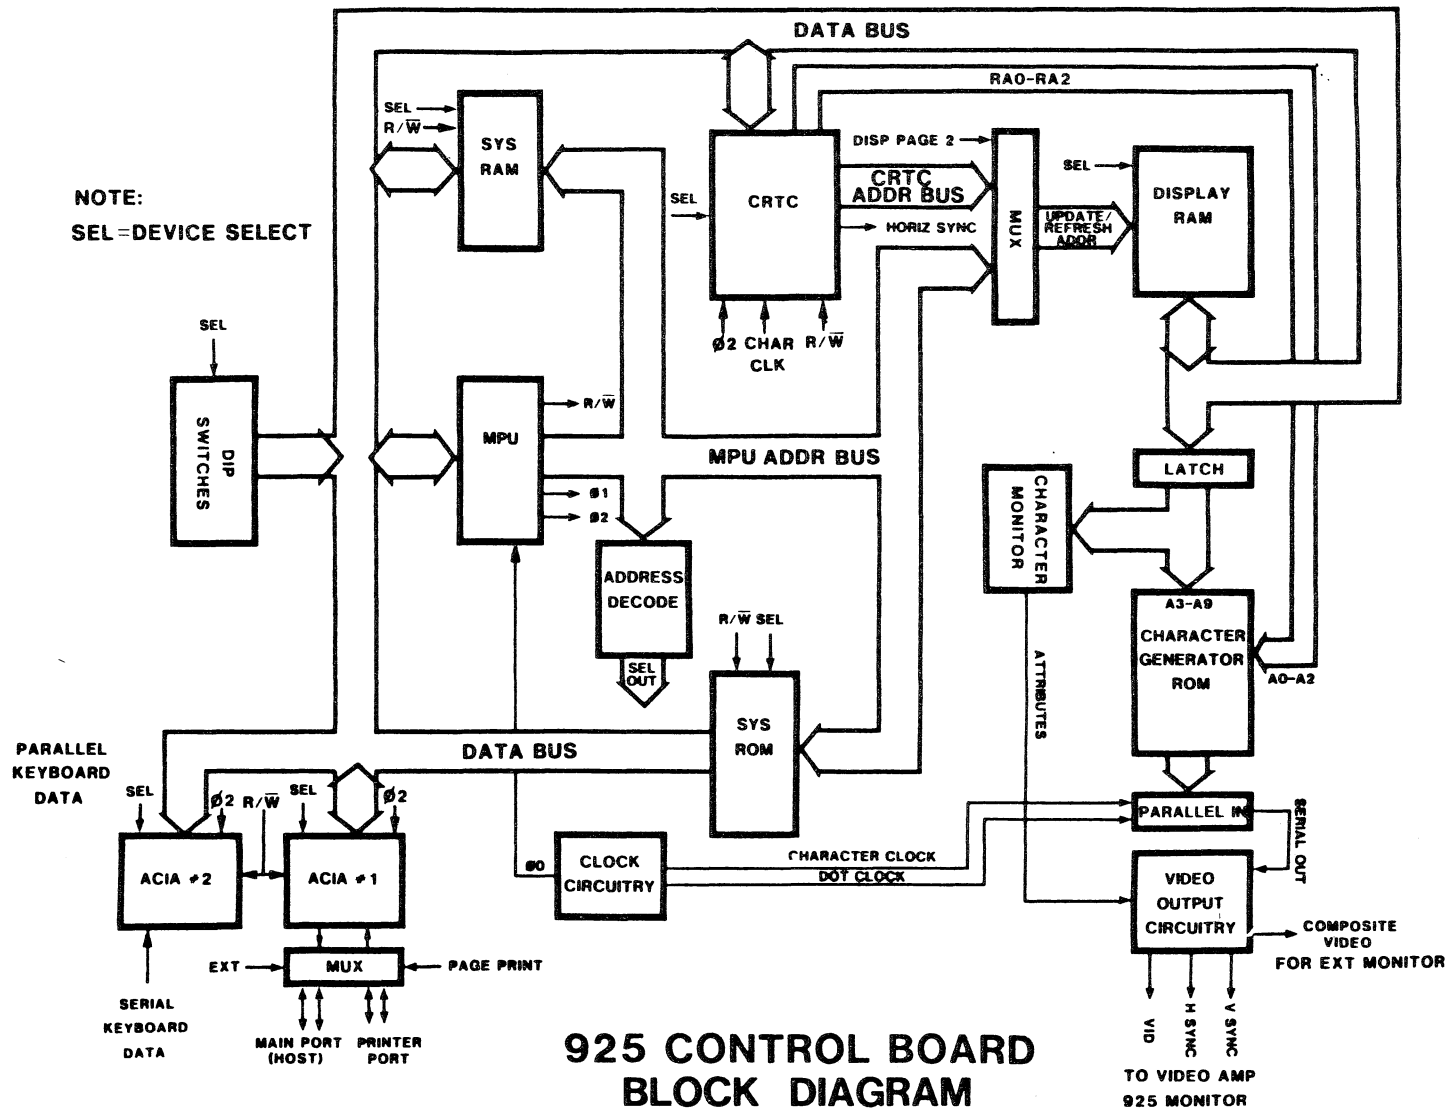 DATA BUS
RA0-RA2
SEL
R/W̅
SYS
RAM
DISP PAGE 2
CRTC
ADDR BUS
CRTC
SEL
HORIZ SYNC
MUX
UPDATE/
REFRESH
ADDR
SEL
DISPLAY
RAM
NOTE:
SEL=DEVICE SELECT
Ø2 CHAR R/W̅
CLK
SEL
DIP
SWITCHES
MPU
R/W̅
Ø1
Ø2
MPU ADDR BUS
LATCH
CHARACTER
MONITOR
ADDRESS
DECODE
SEL
OUT
R/W̅ SEL
SYS
ROM
A3-A9
CHARACTER
GENERATOR
ROM
A0-A2
ATTRIBUTES
PARALLEL
KEYBOARD
DATA
DATA BUS
SEL
Ø2
R/W̅
SEL
Ø2
ACIA #2
ACIA #1
Ø0
CLOCK
CIRCUITRY
CHARACTER CLOCK
DOT CLOCK
PARALLEL IN
SERIAL OUT
VIDEO
OUTPUT
CIRCUITRY
COMPOSITE
VIDEO
FOR EXT MONITOR
EXT
MUX
PAGE PRINT
SERIAL
KEYBOARD
DATA
MAIN PORT
(HOST)
PRINTER
PORT
VID
H SYNC
V SYNC
TO VIDEO AMP
925 MONITOR
925 CONTROL BOARD
BLOCK DIAGRAM